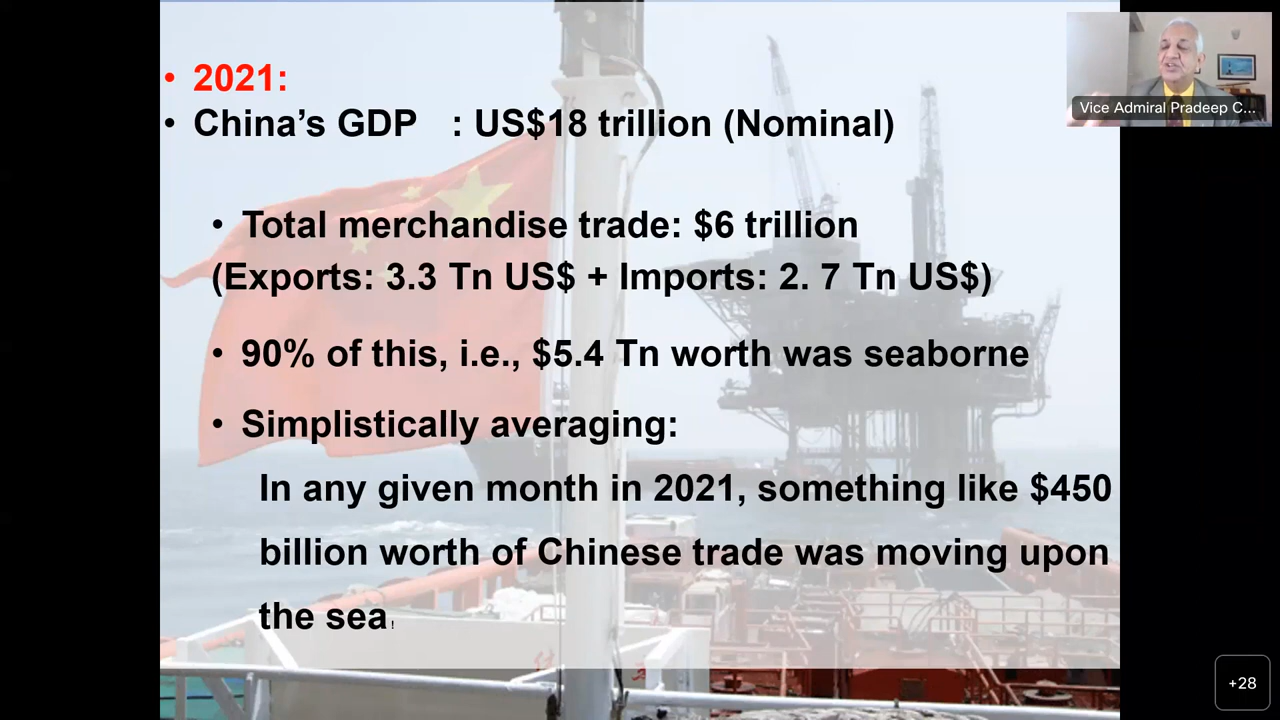 • 2021:
• China's GDP : US$18 trillion (Nominal)
• Total merchandise trade: $6 trillion
(Exports: 3.3 Tn US$ + Imports: 2. 7 Tn US$)
• 90% of this, i.e., $5.4 Tn worth was seaborne
• Simplistically averaging:
In any given month in 2021, something like $450
billion worth of Chinese trade was moving upon
the sea!
Vice Admiral Pradeep C...
+28